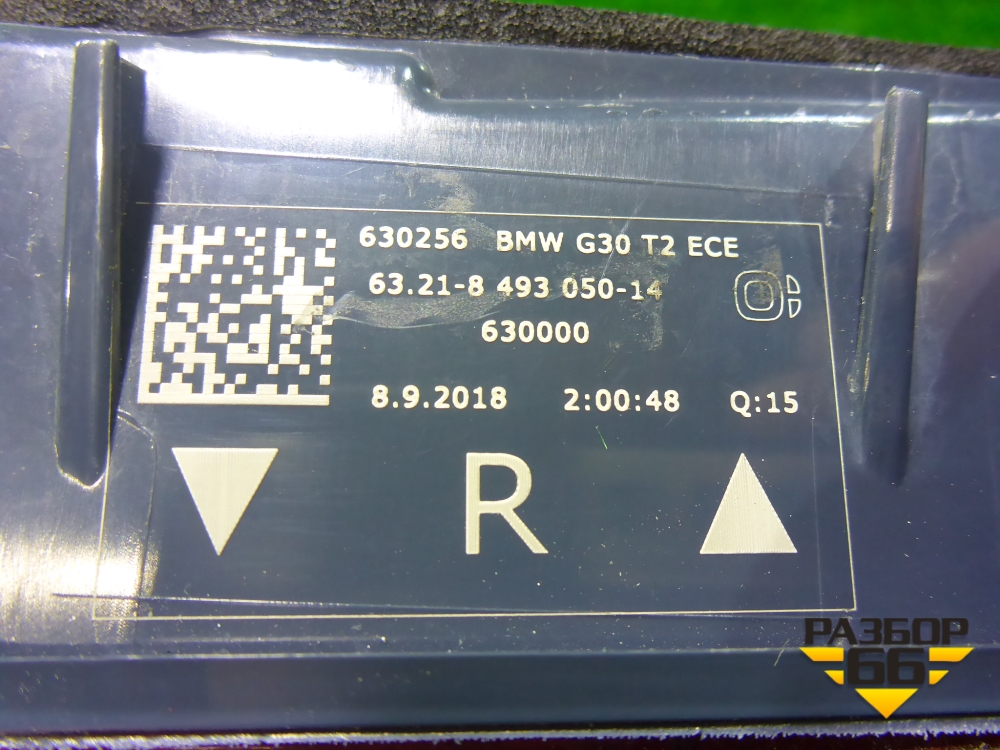 630256 BMW G30 T2 ECE
63.21-8 493 050-14
630000
8.9.2018 2:00:48 Q:15
R
РАЗБОР
66